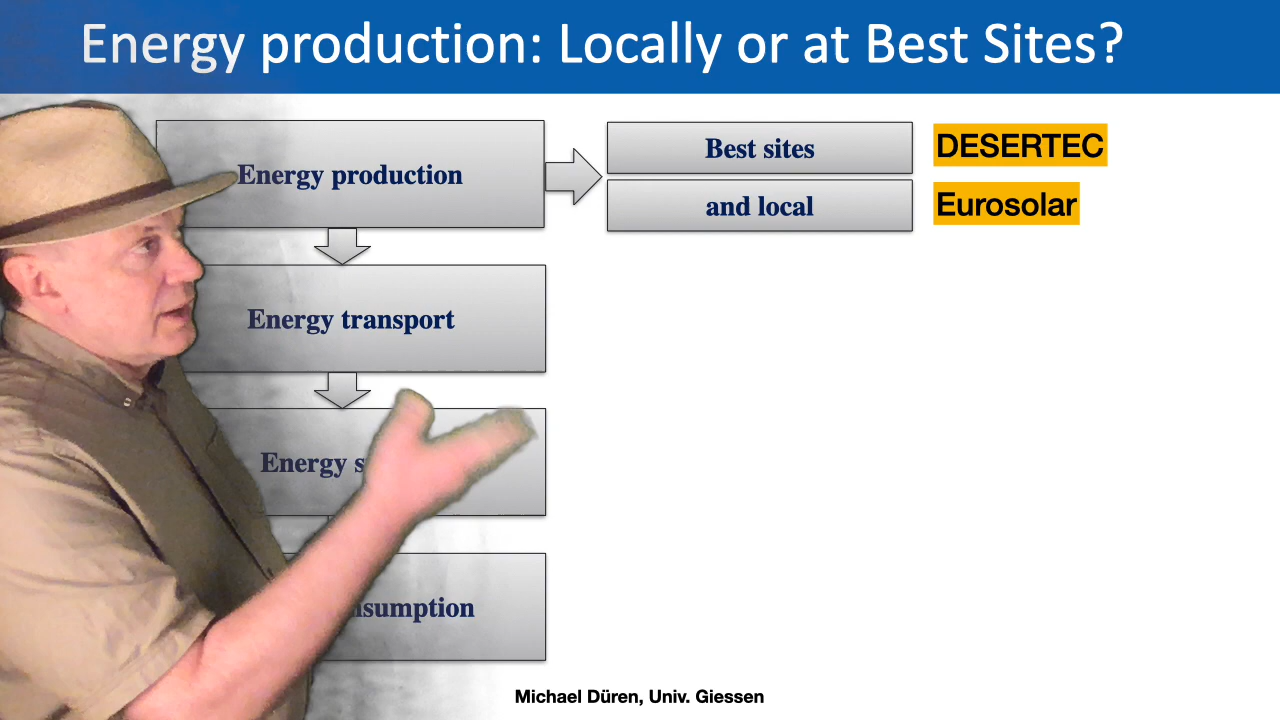 Energy production: Locally or at Best Sites?
Energy production
Best sites
DESERTEC
and local
Eurosolar
Energy transport
Energy
Michael Düren, Univ. Giessen